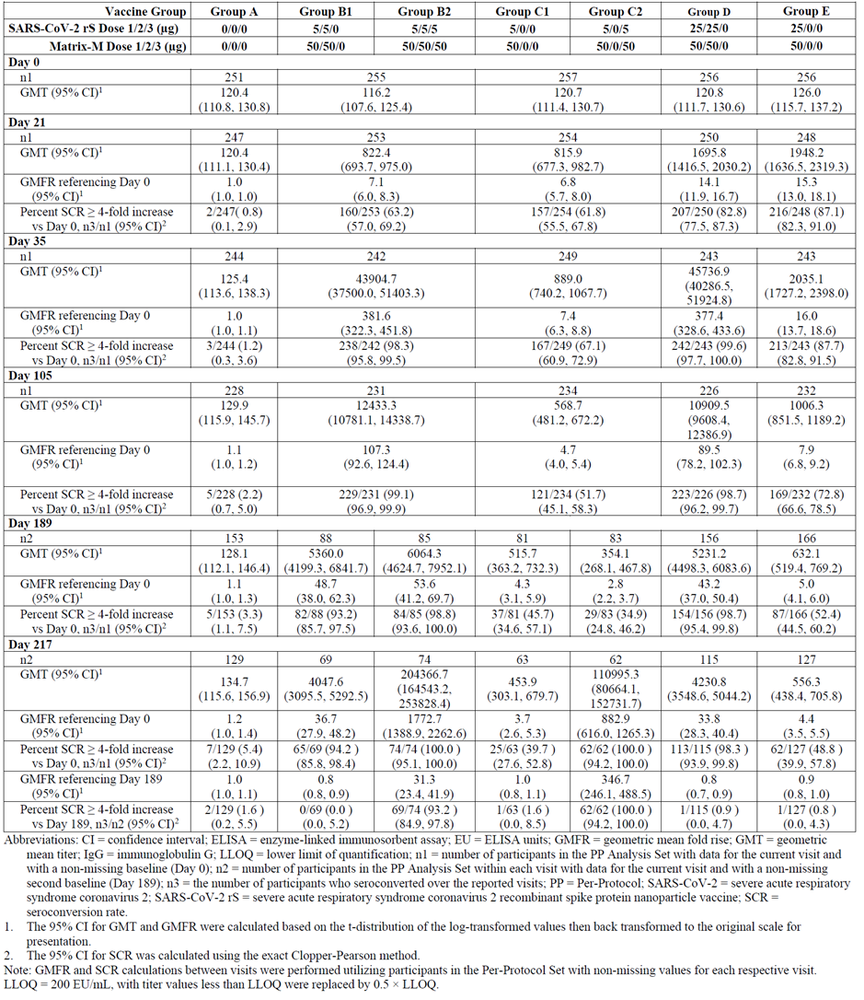 Vaccine Group Group A Group B1 Group B2 Group C1 Group C2 Group D Group E
SARS-CoV-2 rS Dose 1/2/3 (µg) 0/0/0 5/5/0 5/5/5 5/0/0 5/0/5 25/25/0 25/0/0
Matrix-M Dose 1/2/3 (µg) 0/0/0 50/50/0 50/50/50 50/0/0 50/0/50 50/50/0 50/0/0
Day 0
n1 251 255 257 256 256
GMT (95% CI)1 120.4 116.2 120.7 120.8 126.0
(110.8, 130.8) (107.6, 125.4) (111.4, 130.7) (111.7, 130.6) (115.7, 137.2)
Day 21
n1 247 253 254 250 248
GMT (95% CI)1 120.4 822.4 815.9 1695.8 1948.2
(111.1, 130.4) (693.7, 975.0) (677.3, 982.7) (1416.5, 2030.2) (1636.5, 2319.3)
GMFR referencing Day 0 1.0 7.1 6.8 14.1 15.3
(95% CI)1 (1.0, 1.0) (6.0, 8.3) (5.7, 8.0) (11.9, 16.7) (13.0, 18.1)
Percent SCR ≥ 4-fold increase 2/247( 0.8) 160/253 (63.2) 157/254 (61.8) 207/250 (82.8) 216/248 (87.1)
vs Day 0, n3/n1 (95% CI)2 (0.1, 2.9) (57.0, 69.2) (55.5, 67.8) (77.5, 87.3) (82.3, 91.0)
Day 35
n1 244 242 249 243 243
GMT (95% CI)1 125.4 43904.7 889.0 45736.9 2035.1
(113.6, 138.3) (37500.0, 51403.3) (740.2, 1067.7) (40286.5, (1727.2, 2398.0)
51924.8)
GMFR referencing Day 0 1.0 381.6 7.4 377.4 16.0
(95% CI)1 (1.0, 1.1) (322.3, 451.8) (6.3, 8.8) (328.6, 433.6) (13.7, 18.6)
Percent SCR ≥ 4-fold increase 3/244 (1.2) 238/242 (98.3) 167/249 (67.1) 242/243 (99.6) 213/243 (87.7)
vs Day 0, n3/n1 (95% CI)2 (0.3, 3.6) (95.8, 99.5) (60.9, 72.9) (97.7, 100.0) (82.8, 91.5)
Day 105
n1 228 231 234 226 232
GMT (95% CI)1 129.9 12433.3 568.7 10909.5 1006.3
(115.9, 145.7) (10781.1, 14338.7) (481.2, 672.2) (9608.4, (851.5, 1189.2)
12386.9)
GMFR referencing Day 0 1.1 107.3 4.7 89.5 7.9
(95% CI)1 (1.0, 1.2) (92.6, 124.4) (4.0, 5.4) (78.2, 102.3) (6.8, 9.2)
Percent SCR ≥ 4-fold increase 5/228 (2.2) 229/231 (99.1) 121/234 (51.7) 223/226 (98.7) 169/232 (72.8)
vs Day 0, n3/n1 (95% CI)2 (0.7, 5.0) (96.9, 99.9) (45.1, 58.3) (96.2, 99.7) (66.6, 78.5)
Day 189
n2 153 88 85 81 83 156 166
GMT (95% CI)1 128.1 5360.0 6064.3 515.7 354.1 5231.2 632.1
(112.1, 146.4) (4199.3, 6841.7) (4624.7, 7952.1) (363.2, 732.3) (268.1, 467.8) (4498.3, 6083.6) (519.4, 769.2)
GMFR referencing Day 0 1.1 48.7 53.6 4.3 2.8 43.2 5.0
(95% CI)1 (1.0, 1.3) (38.0, 62.3) (41.2, 69.7) (3.1, 5.9) (2.2, 3.7) (37.0, 50.4) (4.1, 6.0)
Percent SCR ≥ 4-fold increase 5/153 (3.3) 82/88 (93.2) 84/85 (98.8) 37/81 (45.7) 29/83 (34.9) 154/156 (98.7) 87/166 (52.4)
vs Day 0, n3/n1 (95% CI)2 (1.1, 7.5) (85.7, 97.5) (93.6, 100.0) (34.6, 57.1) (24.8, 46.2) (95.4, 99.8) (44.5, 60.2)
Day 217
n2 129 69 74 63 62 115 127
GMT (95% CI)1 134.7 4047.6 204366.7 453.9 110995.3 4230.8 556.3
(115.6, 156.9) (3095.5, 5292.5) (164543.2, (303.1, 679.7) (80664.1, (3548.6, 5044.2) (438.4, 705.8)
253828.4) 152731.7)
GMFR referencing Day 0 1.2 36.7 1772.7 3.7 882.9 33.8 4.4
(95% CI)1 (1.0, 1.4) (27.9, 48.2) (1388.9, 2262.6) (2.6, 5.3) (616.0, 1265.3) (28.3, 40.4) (3.5, 5.5)
Percent SCR ≥ 4-fold increase 7/129 (5.4) 65/69 (94.2 ) 74/74 (100.0 ) 25/63 (39.7 ) 62/62 (100.0 ) 113/115 (98.3 ) 62/127 (48.8 )
vs Day 0, n3/n1 (95% CI)2 (2.2, 10.9) (85.8, 98.4) (95.1, 100.0) (27.6, 52.8) (94.2, 100.0) (93.9, 99.8) (39.9, 57.8)
GMFR referencing Day 189 1.0 0.8 31.3 1.0 346.7 0.8 0.9
(95% CI)1 (1.0, 1.1) (0.8, 0.9) (23.4, 41.9) (0.8, 1.1) (246.1, 488.5) (0.7, 0.9) (0.8, 1.0)
Percent SCR ≥ 4-fold increase 2/129 (1.6 ) 0/69 (0.0 ) 69/74 (93.2 ) 1/63 (1.6 ) 62/62 (100.0 ) 1/115 (0.9 ) 1/127 (0.8 )
vs Day 189, n3/n2 (95% CI)2 (0.2, 5.5) (0.0, 5.2) (84.9, 97.8) (0.0, 8.5) (94.2, 100.0) (0.0, 4.7) (0.0, 4.3)
Abbreviations: CI = confidence interval; ELISA = enzyme-linked immunosorbent assay; EU = ELISA units; GMFR = geometric mean fold rise; GMT = geometric
mean titer; IgG = immunoglobulin G; LLOQ = lower limit of quantification; n1 = number of participants in the PP Analysis Set with data for the current visit and
with a non-missing baseline (Day 0); n2 = number of participants in the PP Analysis Set within each visit with data for the current visit and with a non-missing
second baseline (Day 189); n3 = the number of participants who seroconverted over the reported visits; PP = Per-Protocol; SARS-CoV-2 = severe acute respiratory
syndrome coronavirus 2; SARS-CoV-2 rS = severe acute respiratory syndrome coronavirus 2 recombinant spike protein nanoparticle vaccine; SCR =
seroconversion rate.
1. The 95% CI for GMT and GMFR were calculated based on the t-distribution of the log-transformed values then back transformed to the original scale for
presentation.
2. The 95% CI for SCR was calculated using the exact Clopper-Pearson method.
Note: GMFR and SCR calculations between visits were performed utilizing participants in the Per-Protocol Set with non-missing values for each respective visit.
LLOQ = 200 EU/mL, with titer values less than LLOQ were replaced by 0.5 × LLOQ.